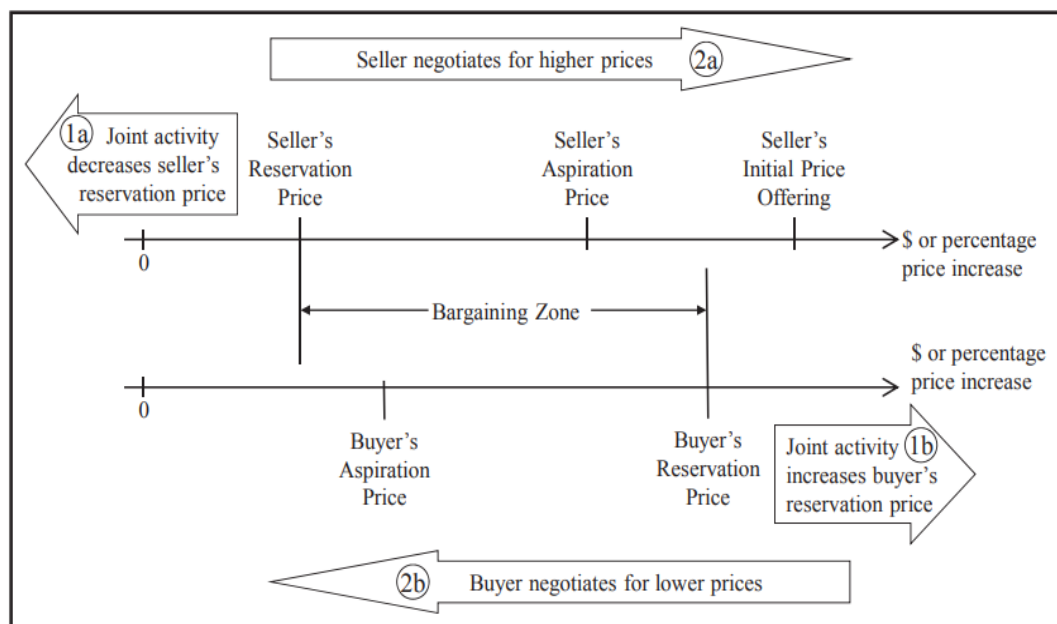 Seller negotiates for higher prices 2a
1a Joint activity
decreases seller's
reservation price
Seller's
Reservation
Price
Seller's
Aspiration
Price
Seller's
Initial Price
Offering
0
$ or percentage
price increase
Bargaining Zone
$ or percentage
price increase
0
Buyer's
Aspiration
Price
Buyer's
Reservation
Price
Joint activity 1b
increases buyer's
reservation price
2b Buyer negotiates for lower prices